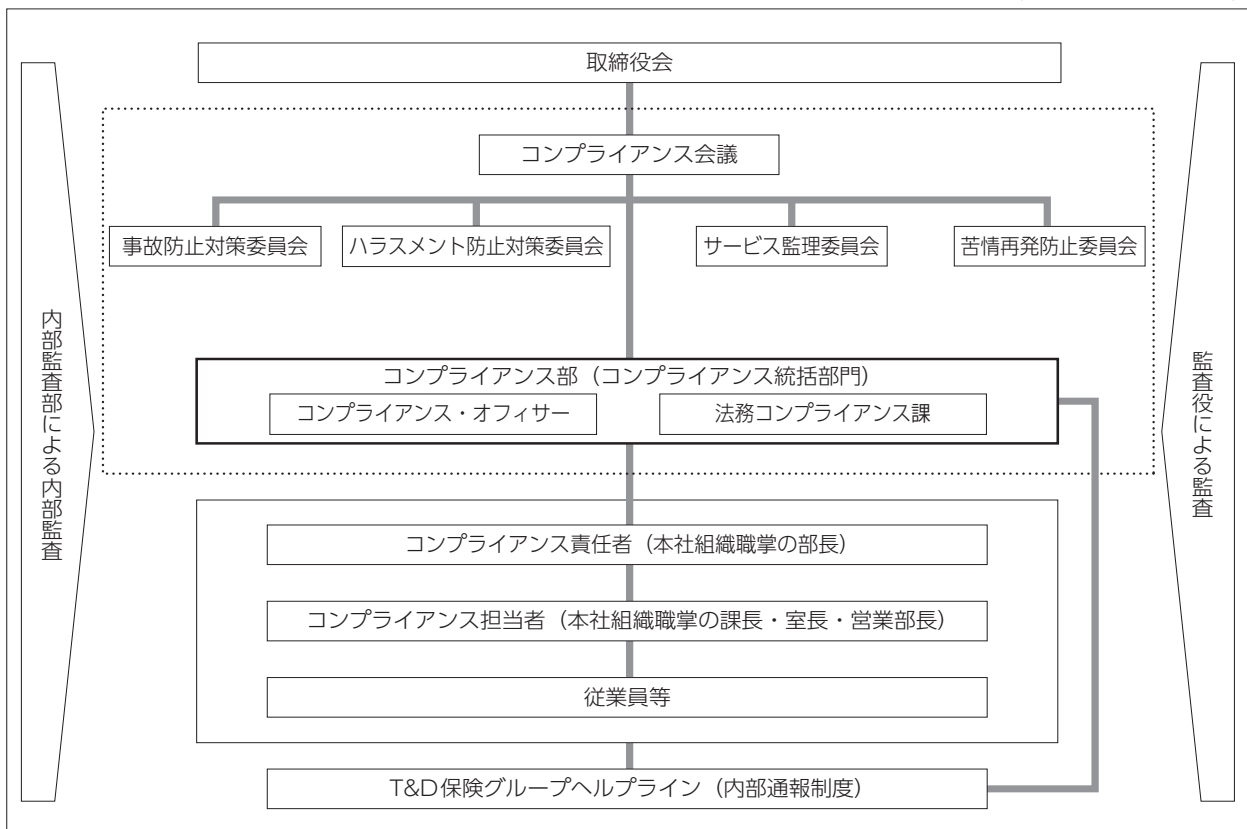 取締役会
コンプライアンス会議
事故防止対策委員会
ハラスメント防止対策委員会
サービス監理委員会
苦情再発防止委員会
内部監査部による内部監査
監査役による監査
コンプライアンス部（コンプライアンス統括部門）
コンプライアンス・オフィサー
法務コンプライアンス課
コンプライアンス責任者（本社組織職掌の部長）
コンプライアンス担当者（本社組織職掌の課長・室長・営業部長）
従業員等
T&D保険グループヘルプライン（内部通報制度）